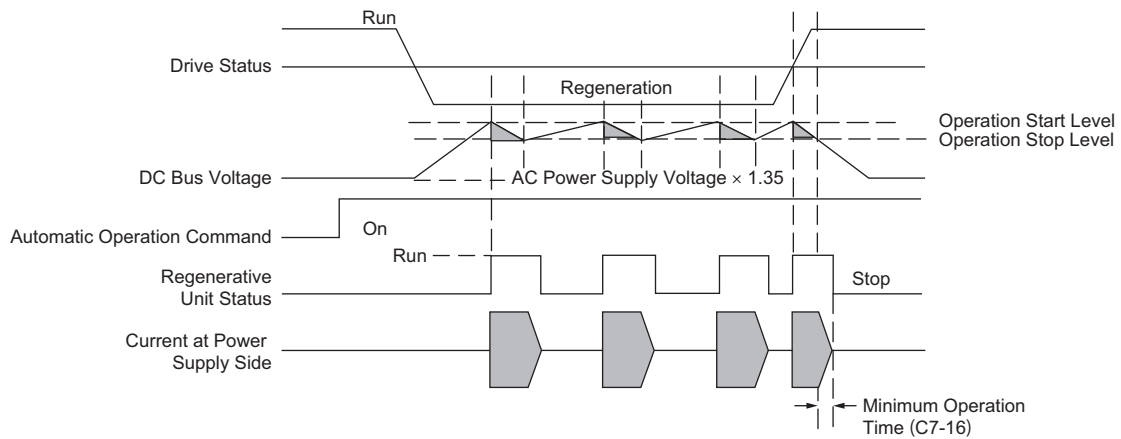 Run
Drive Status
Regeneration
Operation Start Level
Operation Stop Level
DC Bus Voltage
AC Power Supply Voltage × 1.35
Automatic Operation Command
On
Run
Regenerative
Unit Status
Stop
Current at Power
Supply Side
Minimum Operation
Time (C7-16)